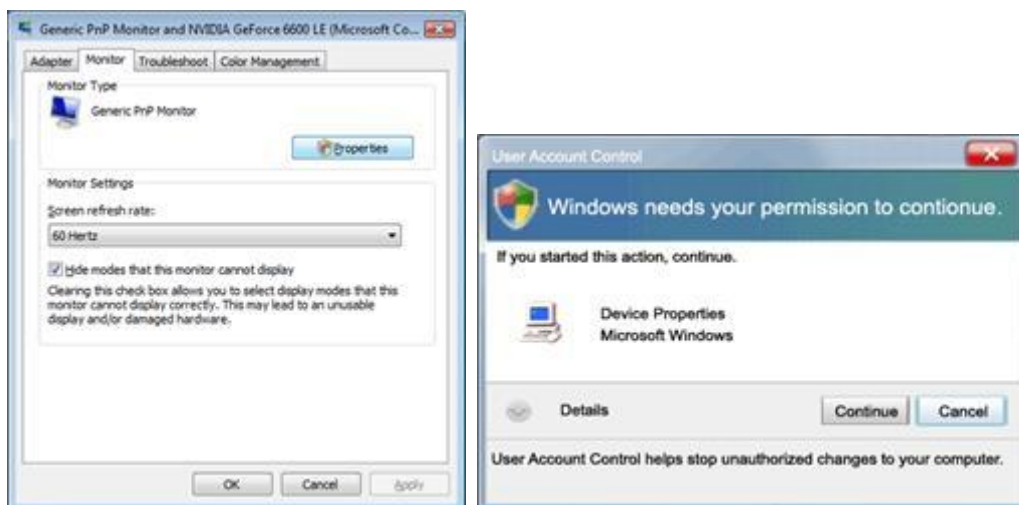 Generic PnP Monitor and NVIDIA GeForce 6600 LE (Microsoft Co...
Adapter Monitor Troubleshoot Color Management
Monitor Type
Generic PnP Monitor
Properties
Monitor Settings
Screen refresh rate:
60 Hertz
Hide modes that this monitor cannot display
Clearing this check box allows you to select display modes that this
monitor cannot display correctly. This may lead to an unusable
display and/or damaged hardware.
OK Cancel Apply
User Account Control
Windows needs your permission to contionue.
If you started this action, continue.
Device Properties
Microsoft Windows
Details Continue Cancel
User Account Control helps stop unauthorized changes to your computer.